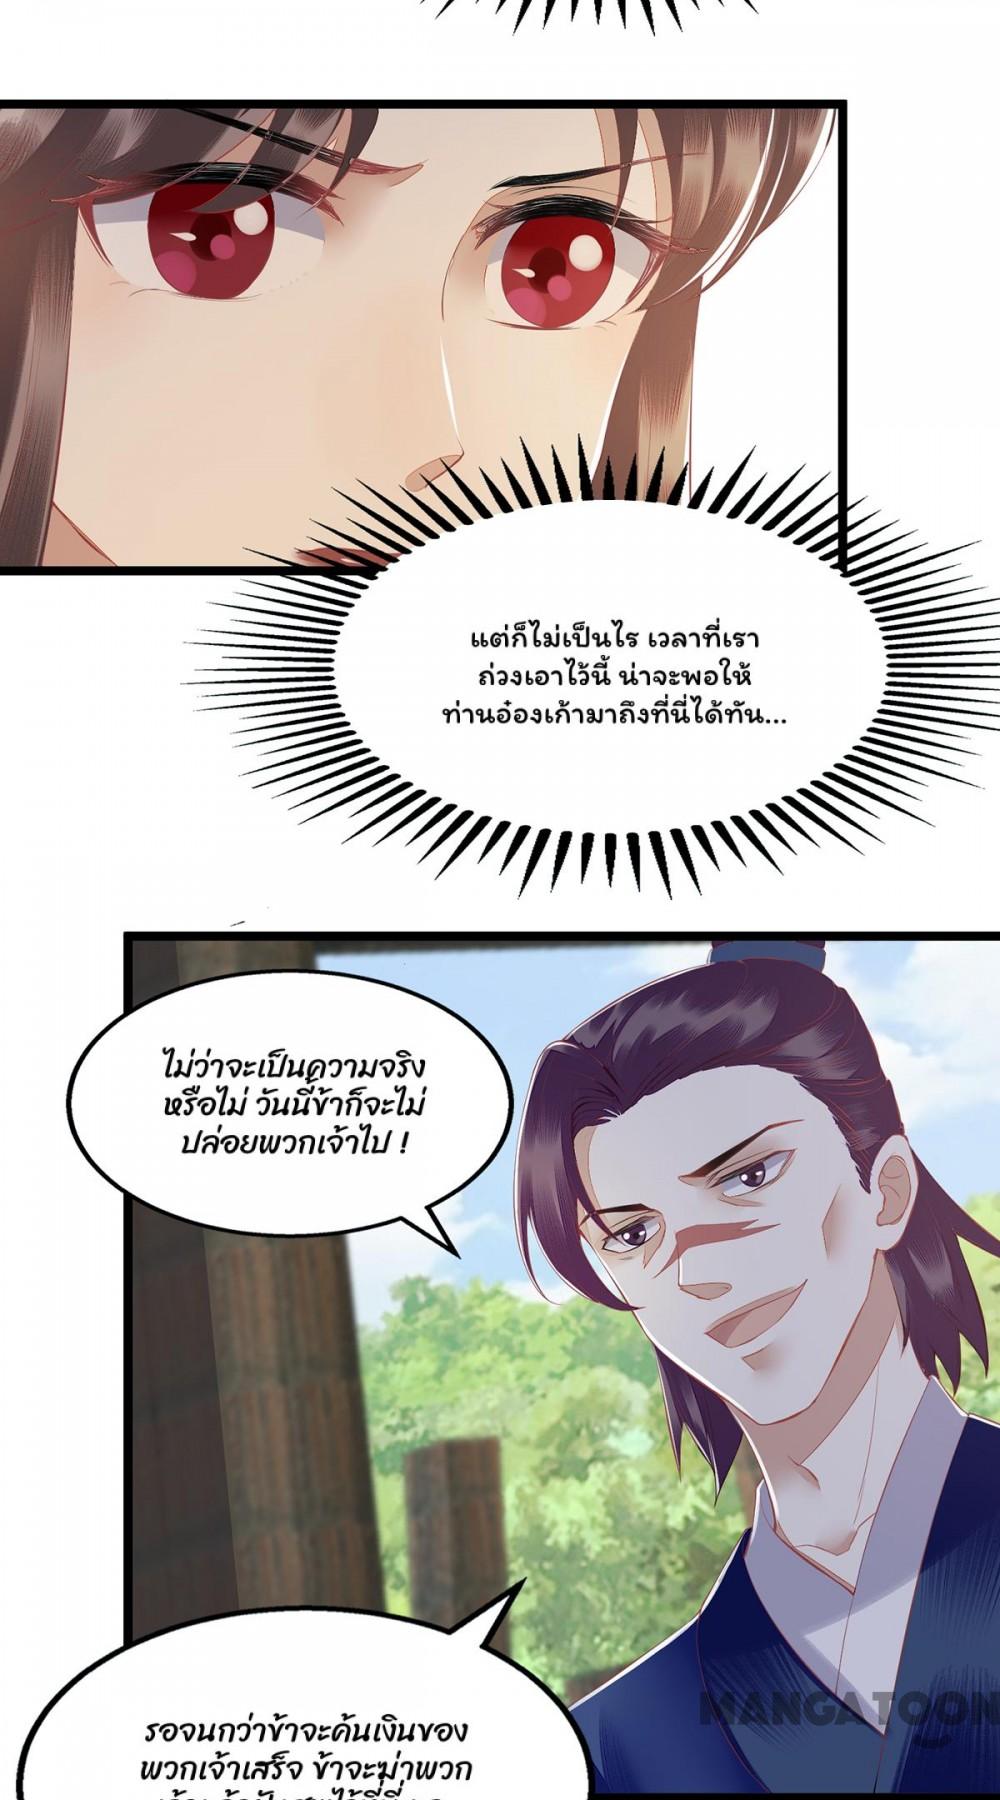 แต่ก็ไม่เป็นไร เวลาที่เรา
ถ่วงเอาไว้นี้ น่าจะพอให้
ท่านอ๋องเก้ามาถึงที่นี่ได้ทัน...
ไม่ว่าจะเป็นความจริง
หรือไม่ วันนี้ข้าก็จะไม่
ปล่อยพวกเจ้าไป !
MANGATOON
รอจนกว่าข้าจะค้นเงินของ
พวกเจ้าเสร็จ ข้าจะฆ่าพวก